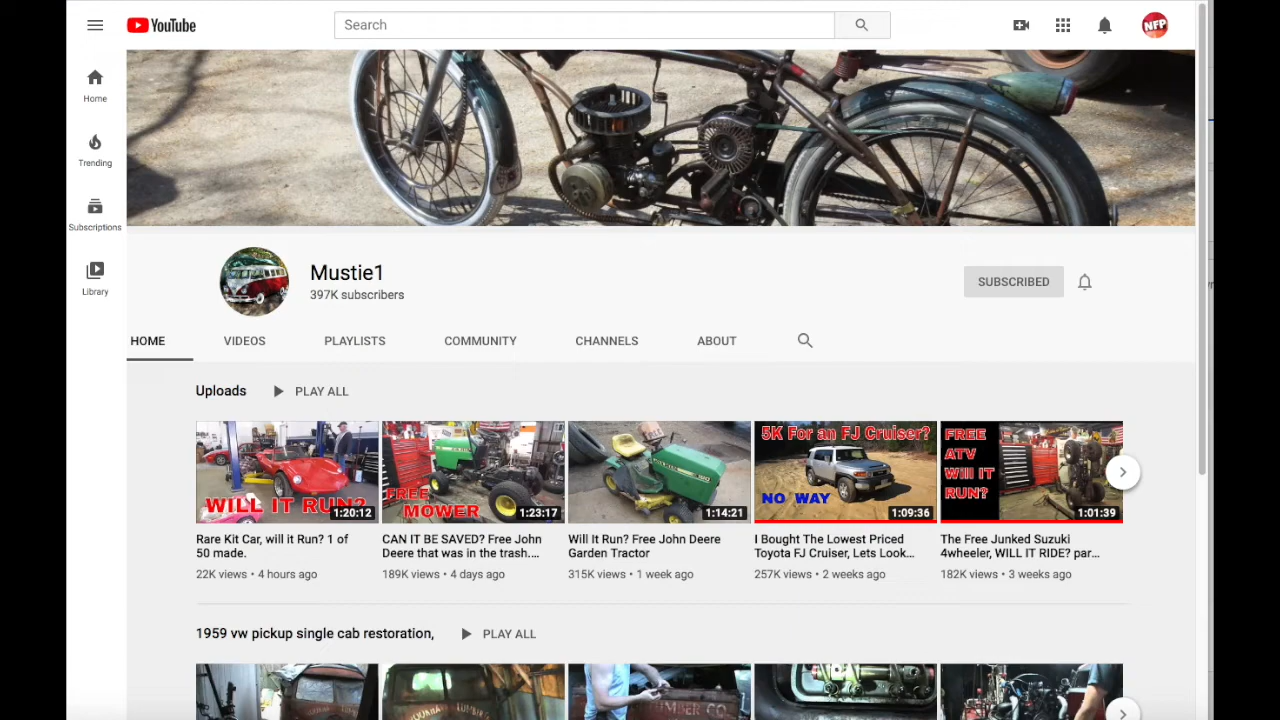 YouTube
Search
NFP
Home
Trending
Subscriptions
Library
Mustie1
397K subscribers
SUBSCRIBED
HOME
VIDEOS
PLAYLISTS
COMMUNITY
CHANNELS
ABOUT
Uploads
PLAY ALL
WILL IT RUN?
1:20:12
Rare Kit Car, will it Run? 1 of
50 made.
22K views • 4 hours ago
FREE
MOWER
1:23:17
CAN IT BE SAVED? Free John
Deere that was in the trash....
189K views • 4 days ago
1:14:21
Will It Run? Free John Deere
Garden Tractor
315K views • 1 week ago
5K For an FJ Cruiser?
NO WAY
1:09:36
I Bought The Lowest Priced
Toyota FJ Cruiser, Lets Look...
257K views • 2 weeks ago
FREE
ATV
Will IT
RUN?
1:01:39
The Free Junked Suzuki
4wheeler, WILL IT RIDE? par...
182K views • 3 weeks ago
1959 vw pickup single cab restoration,
PLAY ALL